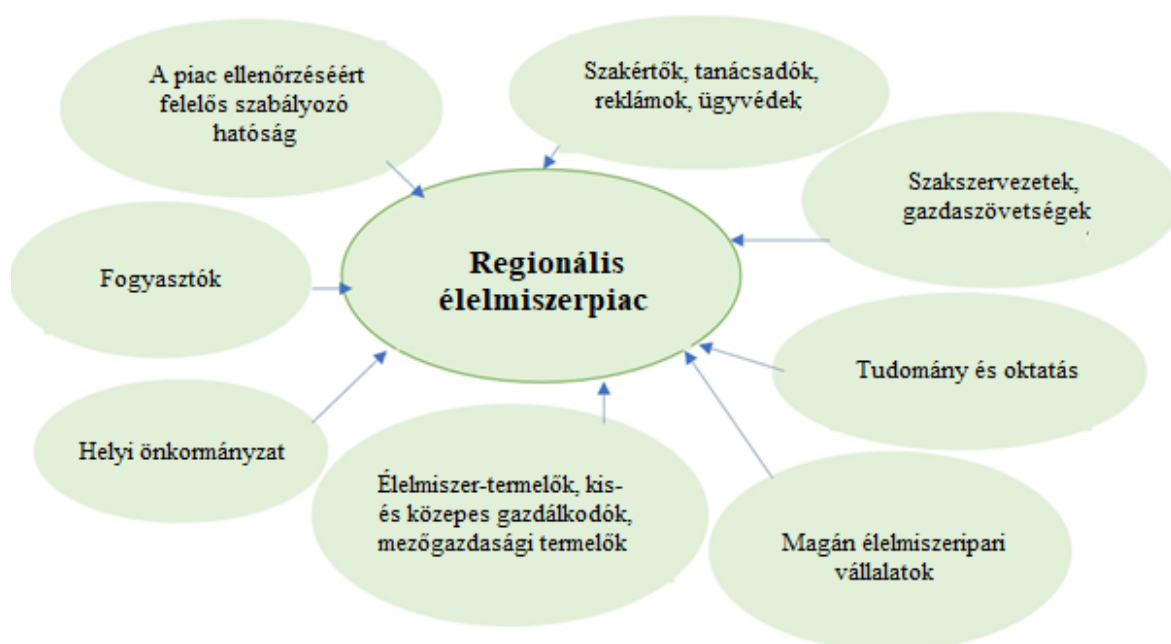 A piac ellenőrzéséért
felelős szabályozó
hatóság
Szakértők, tanácsadók,
reklámok, ügyvédek
Szakszervezetek,
gazdaszövetségek
Regionális
élelmiszerpiac
Fogyasztók
Tudomány és oktatás
Helyi önkormányzat
Élelmiszer-termelők, kis-
és közepes gazdálkodók,
mezőgazdasági termelők
Magán élelmiszeripari
vállalatok